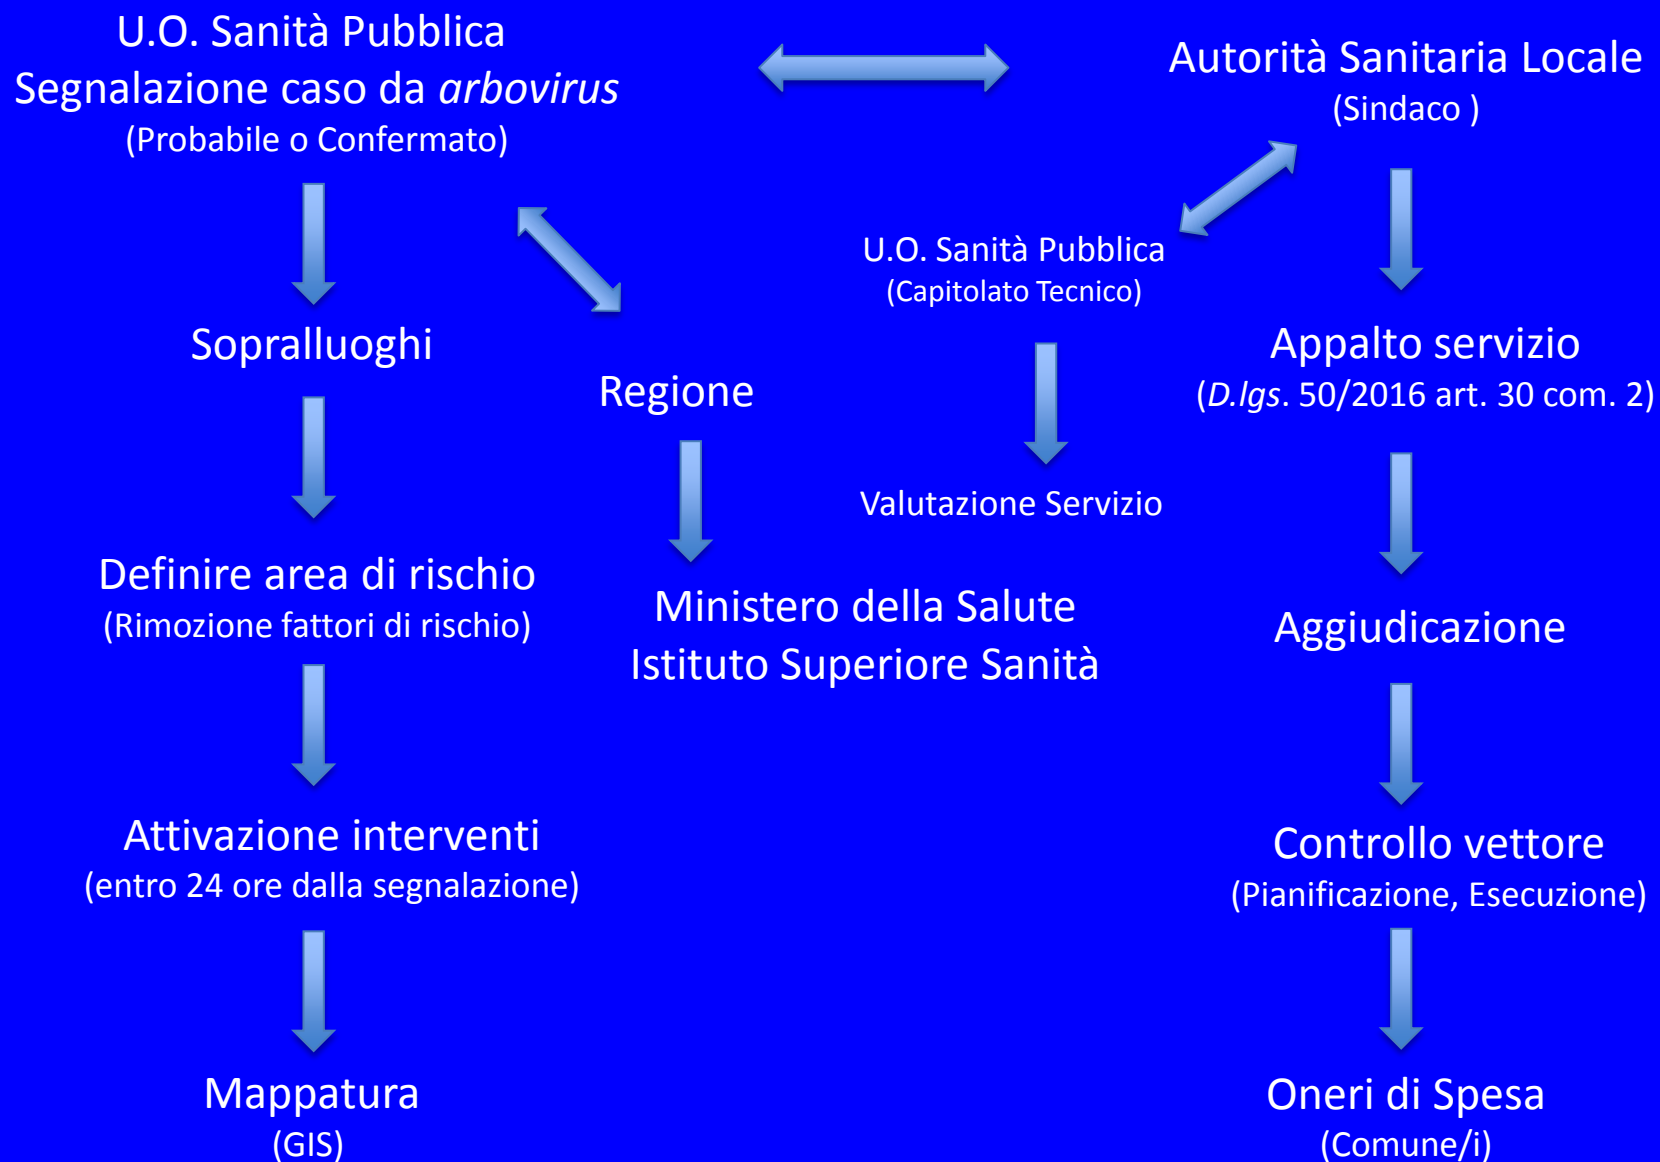 U.O. Sanità Pubblica
Segnalazione caso da arbovirus
(Probabile o Confermato)
Autorità Sanitaria Locale
(Sindaco )
U.O. Sanità Pubblica
(Capitolato Tecnico)
Sopralluoghi
Regione
Appalto servizio
(D.lgs. 50/2016 art. 30 com. 2)
Valutazione Servizio
Definire area di rischio
(Rimozione fattori di rischio)
Ministero della Salute
Istituto Superiore Sanità
Aggiudicazione
Attivazione interventi
(entro 24 ore dalla segnalazione)
Controllo vettore
(Pianificazione, Esecuzione)
Mappatura
(GIS)
Oneri di Spesa
(Comune/i)